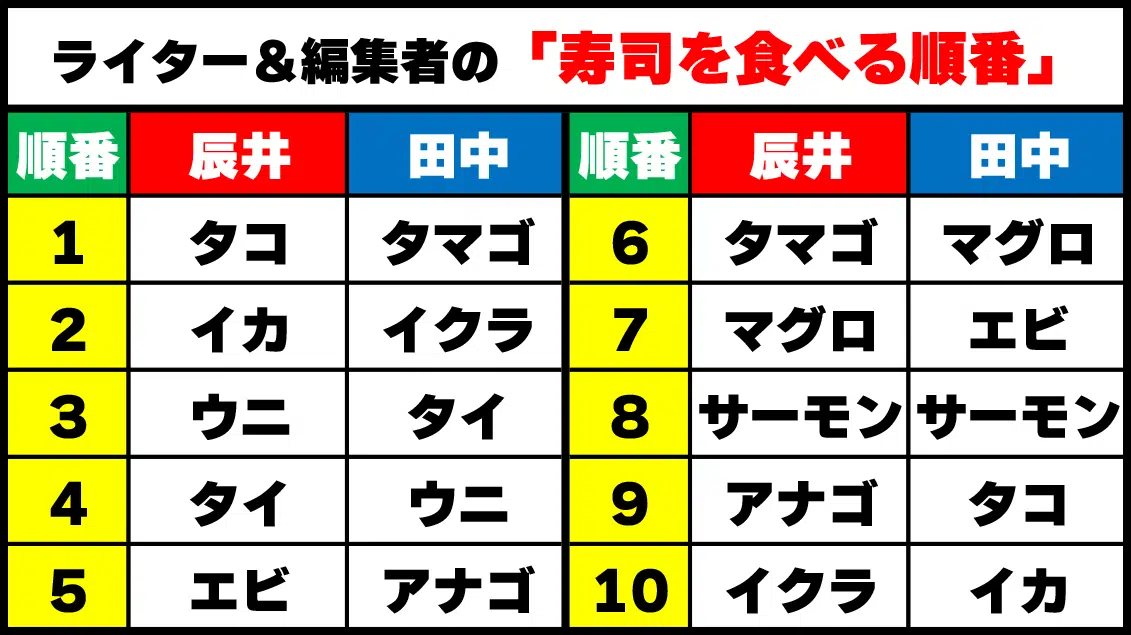 ライター&編集者の「寿司を食べる順番」
順番 辰井 田中 順番 辰井 田中
1 タコ タマゴ 6 タマゴ マグロ
2 イカ イクラ 7 マグロ エビ
3 ウニ タイ 8 サーモン サーモン
4 タイ ウニ 9 アナゴ タコ
5 エビ アナゴ 10 イクラ イカ